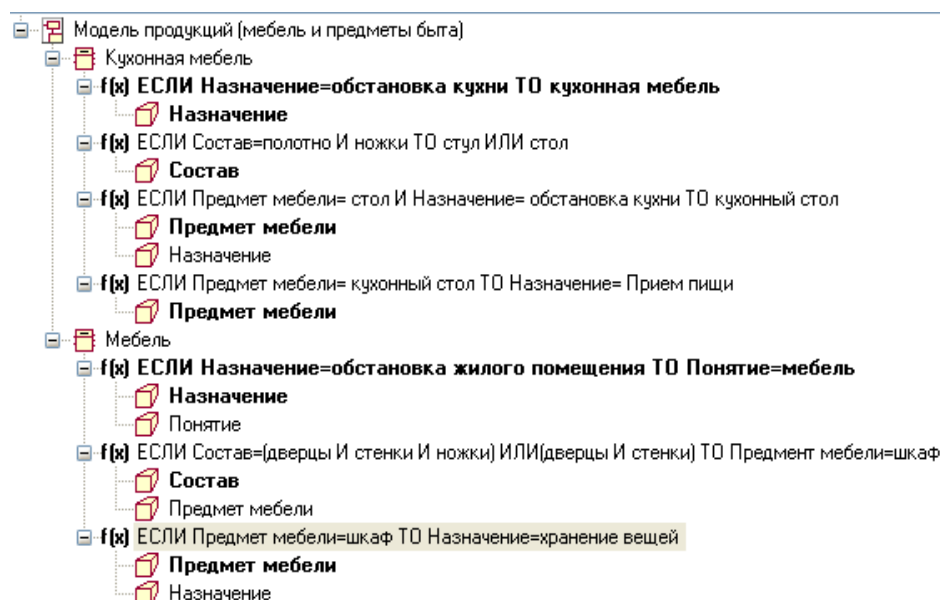 Модель продукций (мебель и предметы быта)
Кухонная мебель
f(x) ЕСЛИ Назначение=обстановка кухни ТО кухонная мебель
Назначение
f(x) ЕСЛИ Состав=полотно И ножки ТО стул ИЛИ стол
Состав
f(x) ЕСЛИ Предмет мебели= стол И Назначение= обстановка кухни ТО кухонный стол
Предмет мебели
Назначение
f(x) ЕСЛИ Предмет мебели= кухонный стол ТО Назначение= Прием пищи
Предмет мебели
Мебель
f(x) ЕСЛИ Назначение=обстановка жилого помещения ТО Понятие=мебель
Назначение
Понятие
f(x) ЕСЛИ Состав=(дверцы И стенки И ножки) ИЛИ(дверцы И стенки) ТО Предмент мебели=шкаф
Состав
Предмет мебели
f(x) ЕСЛИ Предмет мебели=шкаф ТО Назначение=хранение вещей
Предмет мебели
Назначение